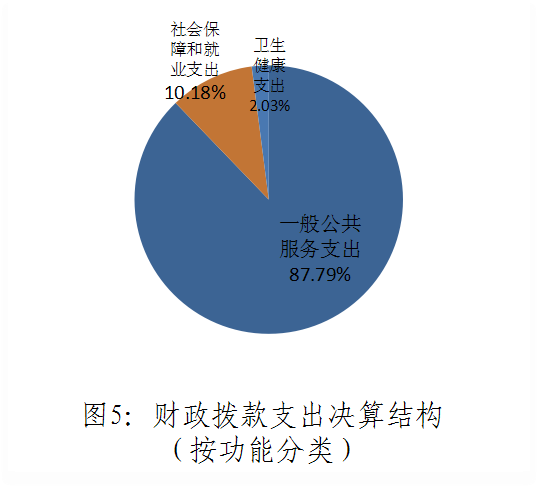 社会保
障和就
业支出
10.18%
卫生
健康
支出
2.03%
一般公共
服务支出
87.79%
图5：财政拨款支出决算结构
（按功能分类）